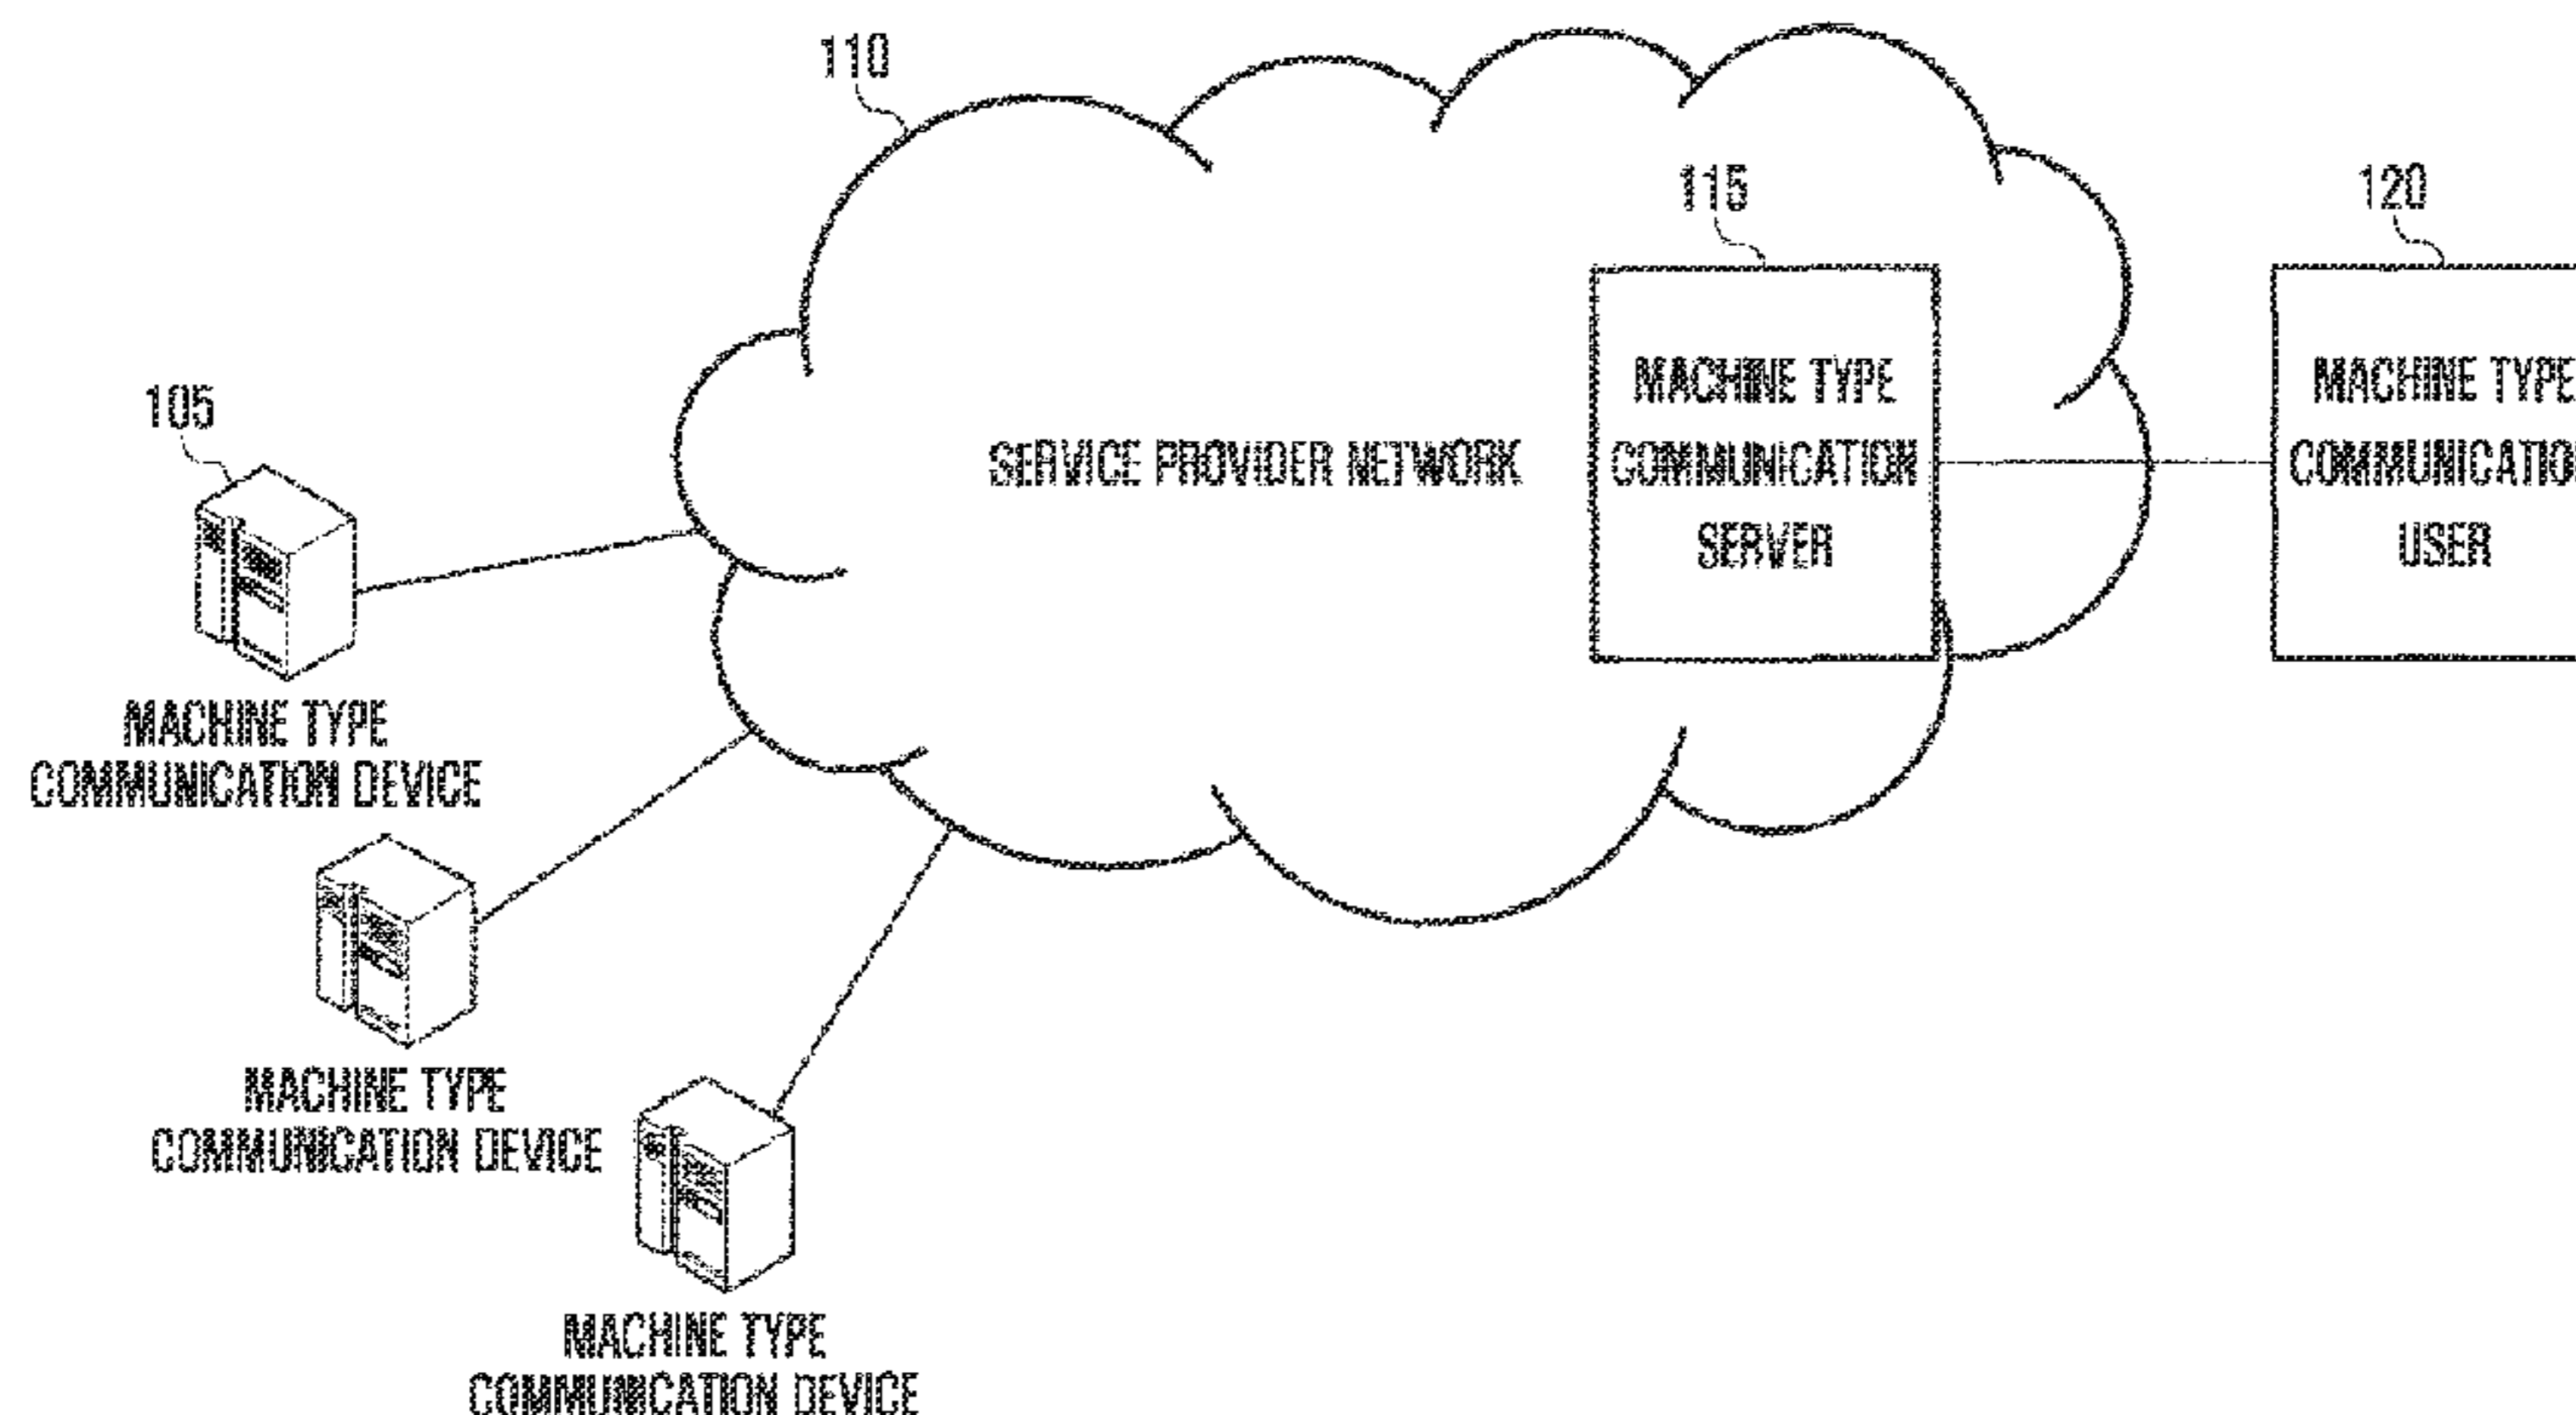 110
115
120
105
SERVICE PROVIDER NETWORK
MACHINE TYPE
COMMUNICATION
SERVER
MACHINE TYPE
COMMUNICATION
USER
MACHINE TYPE
COMMUNICATION DEVICE
MACHINE TYPE
COMMUNICATION DEVICE
MACHINE TYPE
COMMUNICATION DEVICE